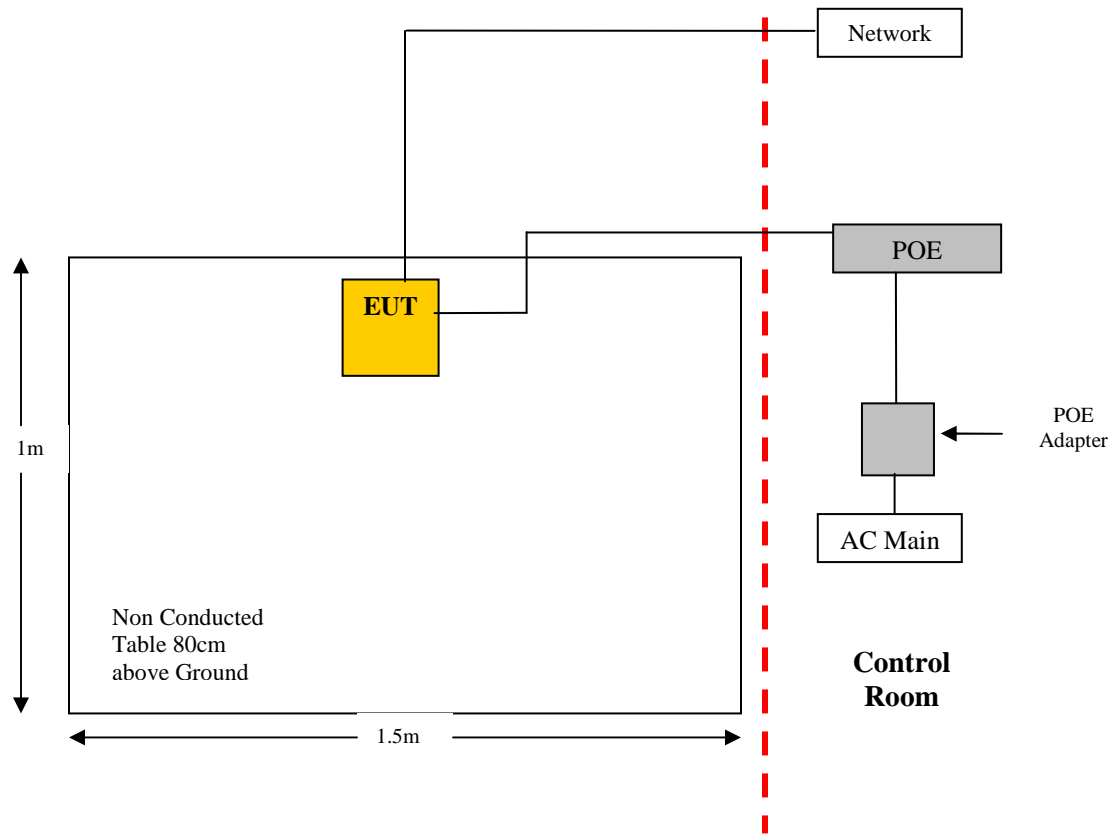 Network
POE
EUT
POE
Adapter
1m
AC Main
Non Conducted
Table 80cm
above Ground
Control
Room
1.5m